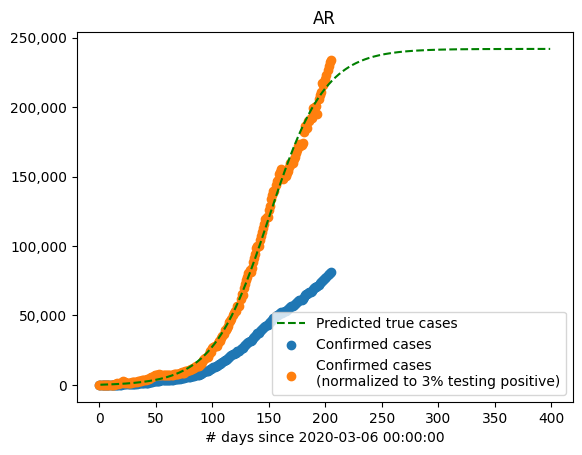 AR
250,000
200,000
150,000
100,000
50,000
0
0 50 100 150 200 250 300 350 400
# days since 2020-03-06 00:00:00
Predicted true cases
Confirmed cases
Confirmed cases
(normalized to 3% testing positive)